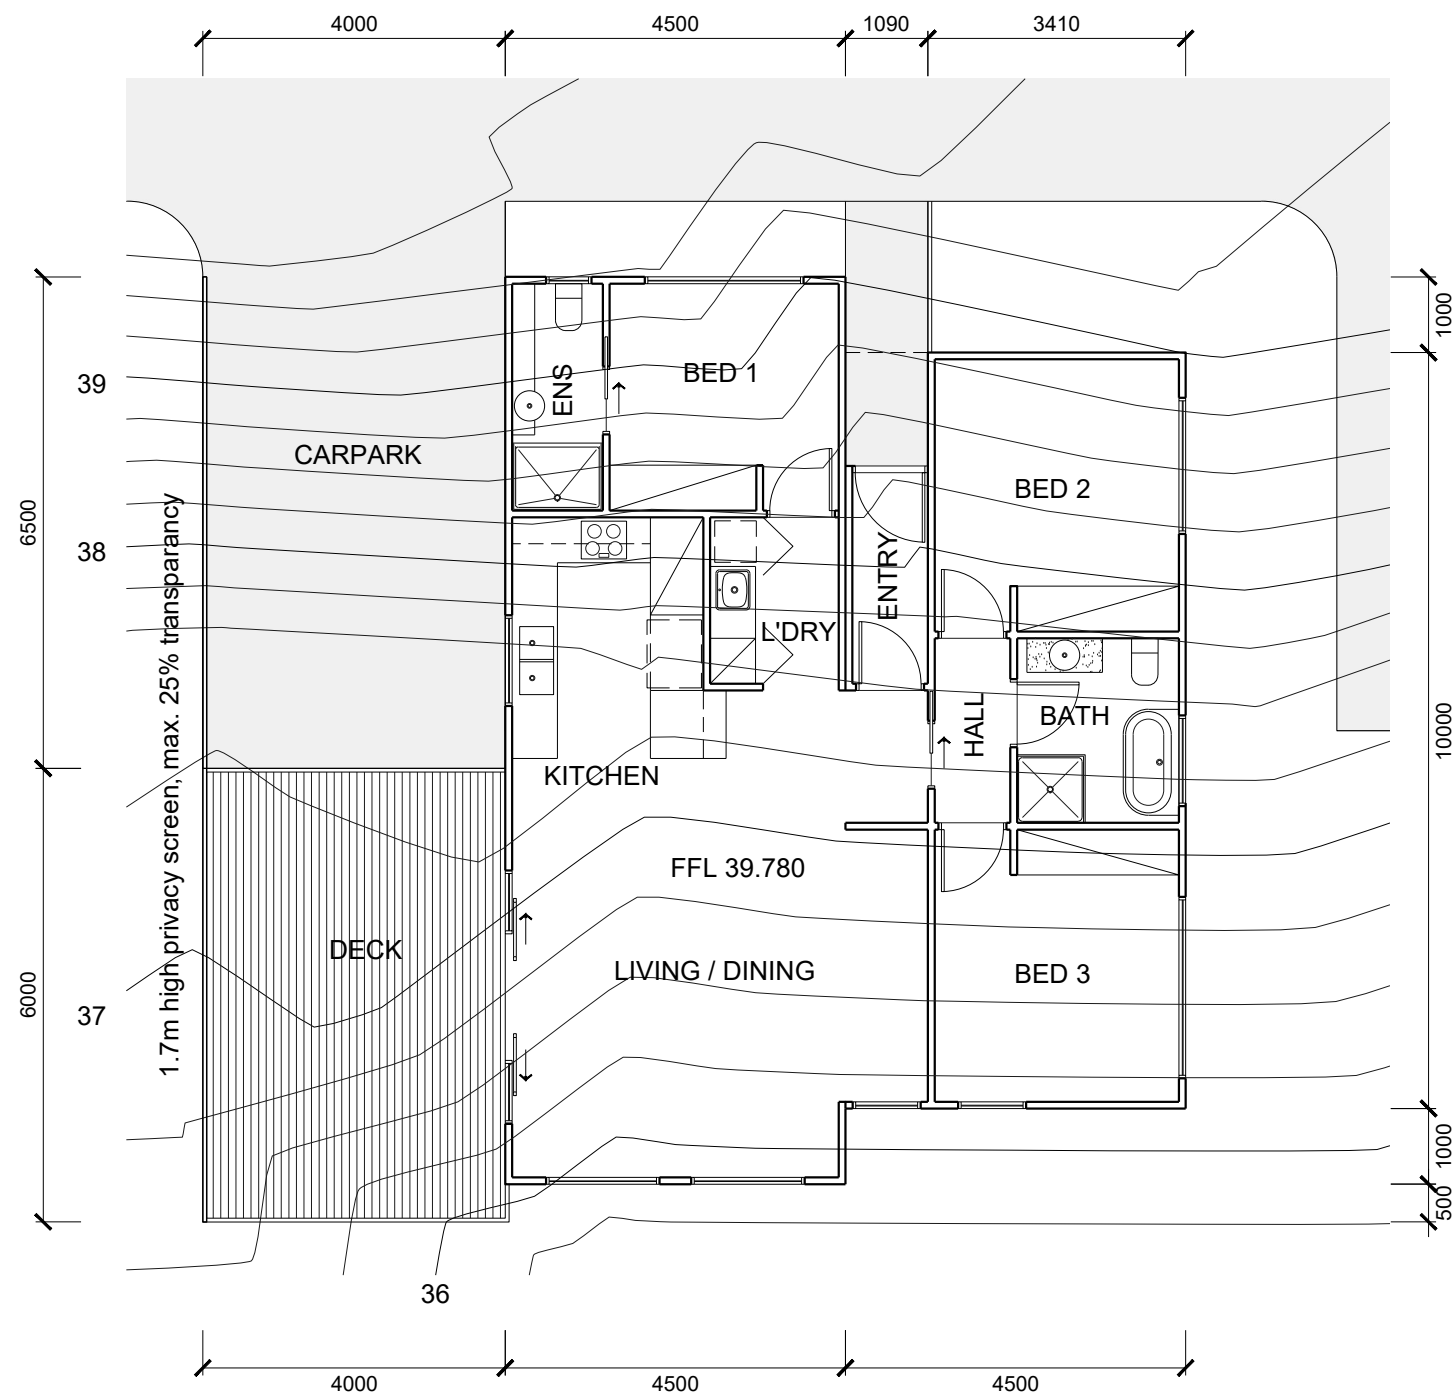 4000
4500
1090
3410
1000
39
ENS
BED 1
CARPARK
BED 2
6500
38
1.7m high privacy screen, max. 25% transparancy
ENTRY
L'DRY
HALL
BATH
10000
KITCHEN
FFL 39.780
DECK
LIVING / DINING
BED 3
6000
37
1000
500
36
4000
4500
4500